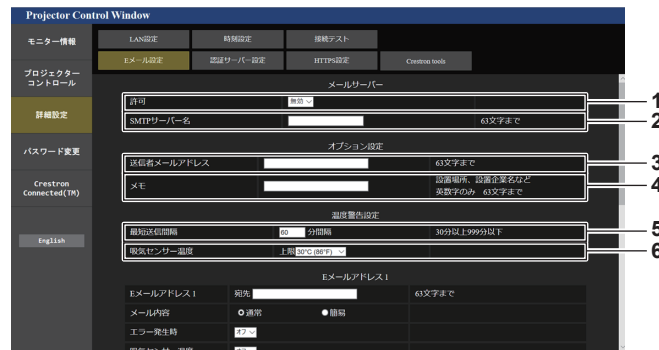 Projector Control Window
モニター情報
プロジェクター
コントロール
詳細設定
パスワード変更
Crestron
Connected(TM)
English
LAN設定 時刻設定 接続テスト
Eメール設定 認証サーバー設定 HTTPS設定 Crestron tools
メールサーバー
許可 無効 1
SMTPサーバー名 63文字まで 2
オプション設定
送信者メールアドレス 63文字まで 3
メモ 設置場所、設置企業名など
英数字のみ 63文字まで 4
温度警告設定
最短送信間隔 60 分間隔 30分以上999分以下 5
吸気センサー温度 上限 30°C (86°F) 6
Eメールアドレス 1
Eメールアドレス 1 宛先 63文字まで
メール内容 通常 簡易
エラー発生時 オフ
吸気センサー温度 オフ